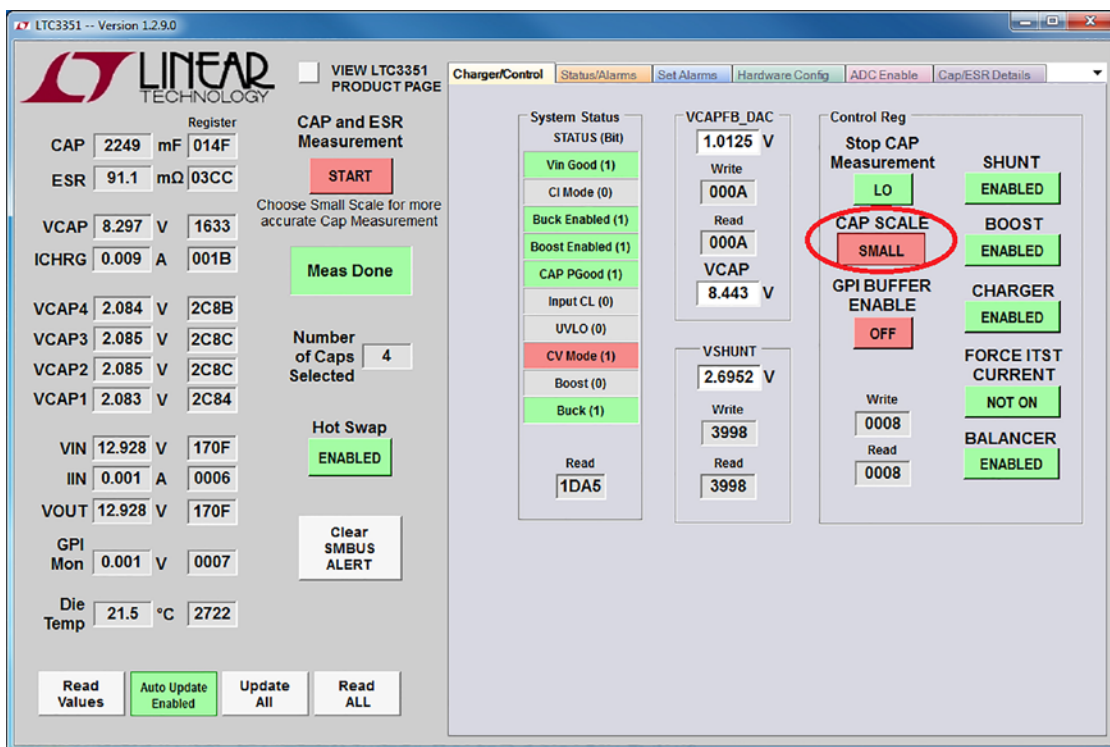 LTC3351 -- Version 1.2.9.0
LINEAR
TECHNOLOGY
VIEW LTC3351
PRODUCT PAGE
Register
CAP 2249 mF 014F
ESR 91.1 mΩ 03CC
VCAP 8.297 V 1633
ICHRG 0.009 A 001B
VCAP4 2.084 V 2C8B
VCAP3 2.085 V 2C8C
VCAP2 2.085 V 2C8C
VCAP1 2.083 V 2C84
VIN 12.928 V 170F
IIN 0.001 A 0006
VOUT 12.928 V 170F
GPI
Mon 0.001 V 0007
Die
Temp 21.5 °C 2722
CAP and ESR
Measurement
START
Choose Small Scale for more
accurate Cap Measurement
Meas Done
Number
of Caps 4
Selected
Hot Swap
ENABLED
Clear
SMBUS
ALERT
Read
Values
Auto Update
Enabled
Update
All
Read
ALL
Charger/Control Status/Alarms Set Alarms Hardware Config ADC Enable Cap/ESR Details
System Status
STATUS (Bit)
Vin Good (1)
CI Mode (0)
Buck Enabled (1)
Boost Enabled (1)
CAP PGood (1)
Input CL (0)
UVLO (0)
CV Mode (1)
Boost (0)
Buck (1)
Read
1DA5
VCAPFB_DAC
1.0125 V
Write
000A
Read
000A
VCAP
8.443 V
VSHUNT
2.6952 V
Write
3998
Read
3998
Control Reg
Stop CAP
Measurement
LO
CAP SCALE
SMALL
GPI BUFFER
ENABLE
OFF
Write
0008
Read
0008
SHUNT
ENABLED
BOOST
ENABLED
CHARGER
ENABLED
FORCE ITST
CURRENT
NOT ON
BALANCER
ENABLED